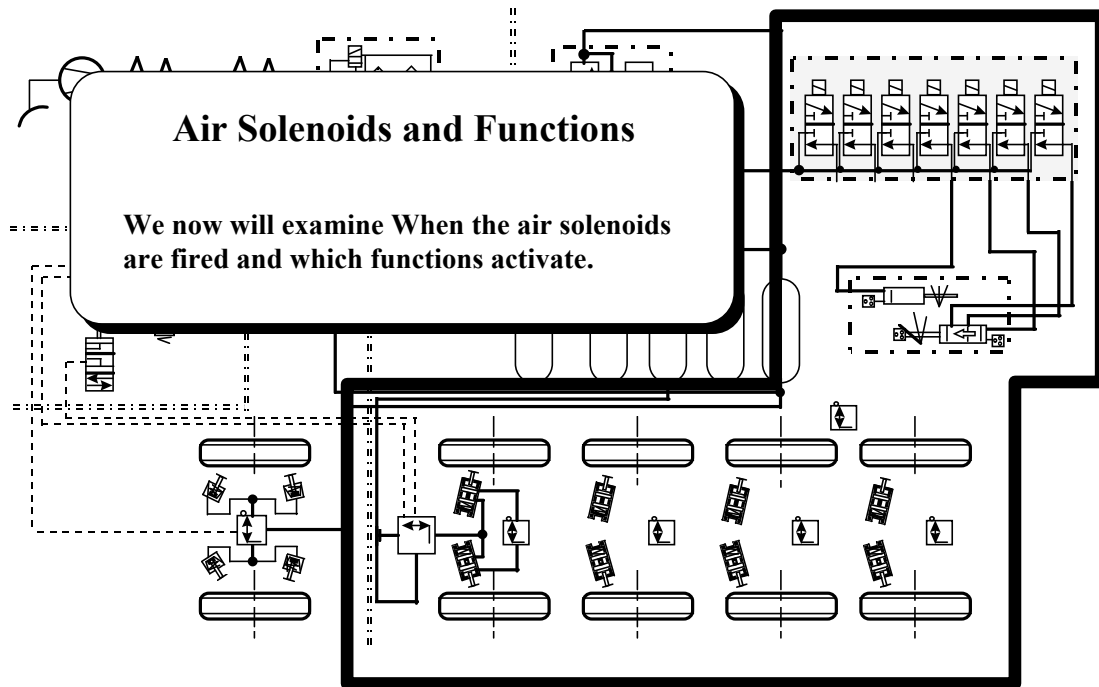 Air Solenoids and Functions
We now will examine When the air solenoids
are fired and which functions activate.